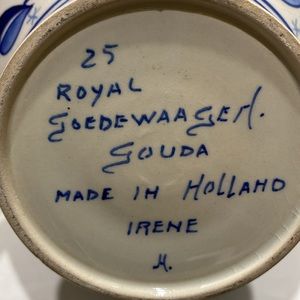 25
ROYAL
GOEDEWAAGEN.
GOUDA
MADE IN HOLLAND
IRENE
H.